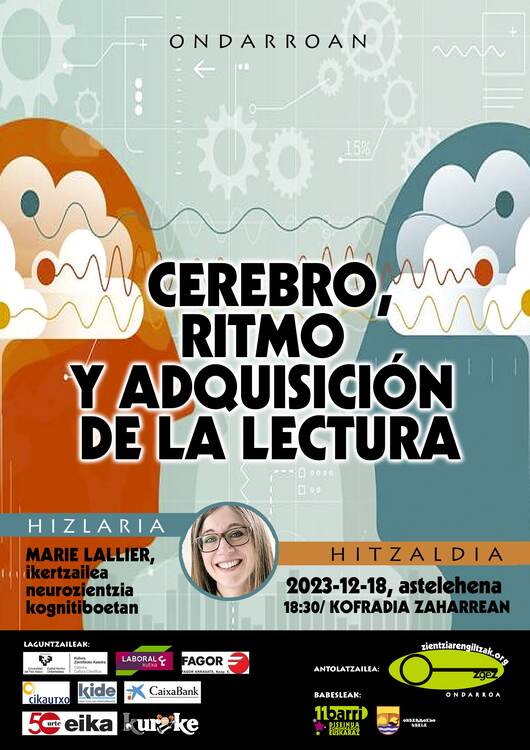 ONDARROAN
15%
CEREBRO,
RITMO
Y ADQUISICIÓN
DE LA LECTURA
HIZLARIA
MARIE LALLIER,
ikertzailea
neurozientzia
kognitiboetan
HITZALDIA
2023-12-18, astelehena
18:30/ KOFRADIA ZAHARREAN
LAGUNTZAILEAK:
LABORAL
kutxa
FAGOR
cikautxo
kide
CaixaBank
50 urte eika
ANTOLATZAILEA:
zientziarengiltzak.org
zgez
ONDARROA
BABESLEAK:
11barri
DISEINUA
EUSKARAZ